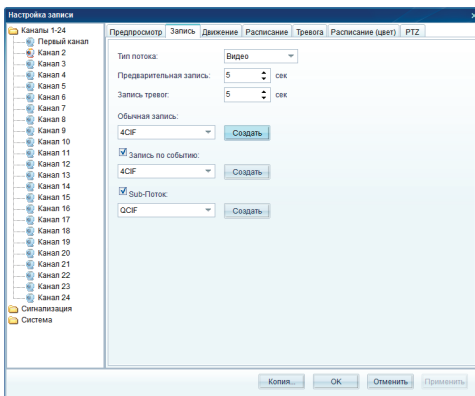 Настройка записи
x
Каналы 1-24
Первый канал
Канал 2
Канал 3
Канал 4
Канал 5
Канал 6
Канал 7
Канал 8
Канал 9
Канал 10
Канал 11
Канал 12
Канал 13
Канал 14
Канал 15
Канал 16
Канал 17
Канал 18
Канал 19
Канал 20
Канал 21
Канал 22
Канал 23
Канал 24
Сигнализация
Система
Предпросмотр Запись Движение Расписание Тревога Расписание (цвет) PTZ
Тип потока: Видео
Предварительная запись: 5 сек
Запись тревог: 5 сек
Обычная запись:
4CIF Создать
Запись по событию:
4CIF Создать
Sub-Поток:
QCIF Создать
Копия... OK Отменить Применить